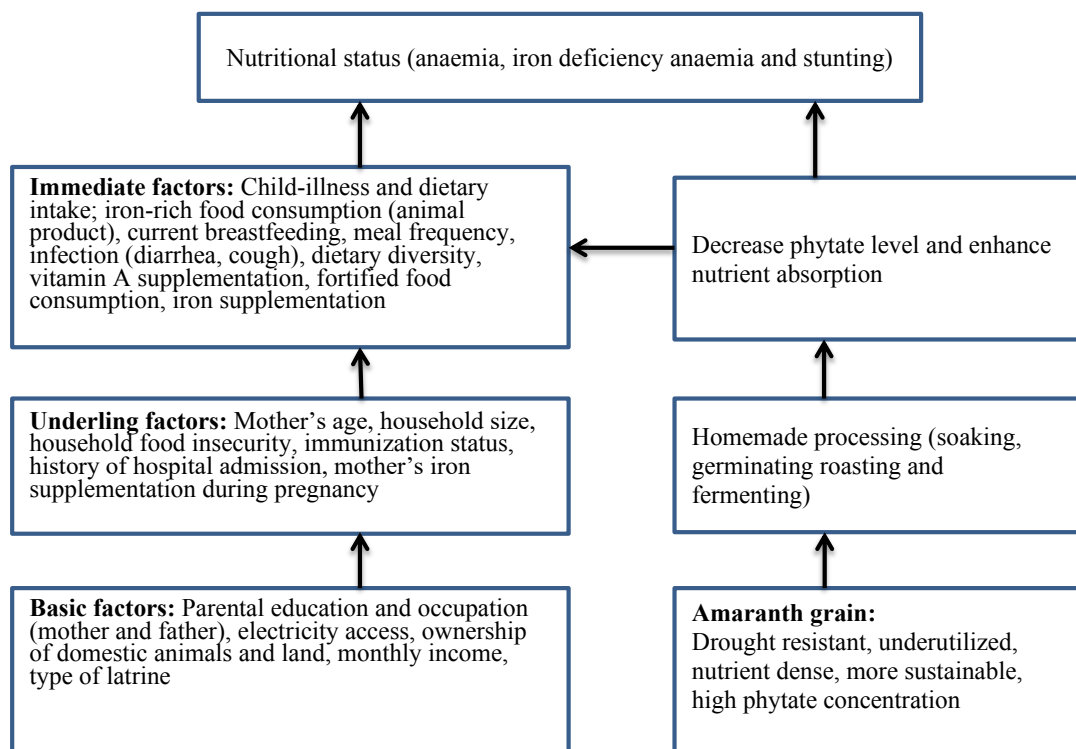 Nutritional status (anaemia, iron deficiency anaemia and stunting)
Immediate factors: Child-illness and dietary
intake; iron-rich food consumption (animal
product), current breastfeeding, meal frequency,
infection (diarrhea, cough), dietary diversity,
vitamin A supplementation, fortified food
consumption, iron supplementation
Decrease phytate level and enhance
nutrient absorption
Underling factors: Mother’s age, household size,
household food insecurity, immunization status,
history of hospital admission, mother’s iron
supplementation during pregnancy
Homemade processing (soaking,
germinating roasting and
fermenting)
Basic factors: Parental education and occupation
(mother and father), electricity access, ownership
of domestic animals and land, monthly income,
type of latrine
Amaranth grain:
Drought resistant, underutilized,
nutrient dense, more sustainable,
high phytate concentration